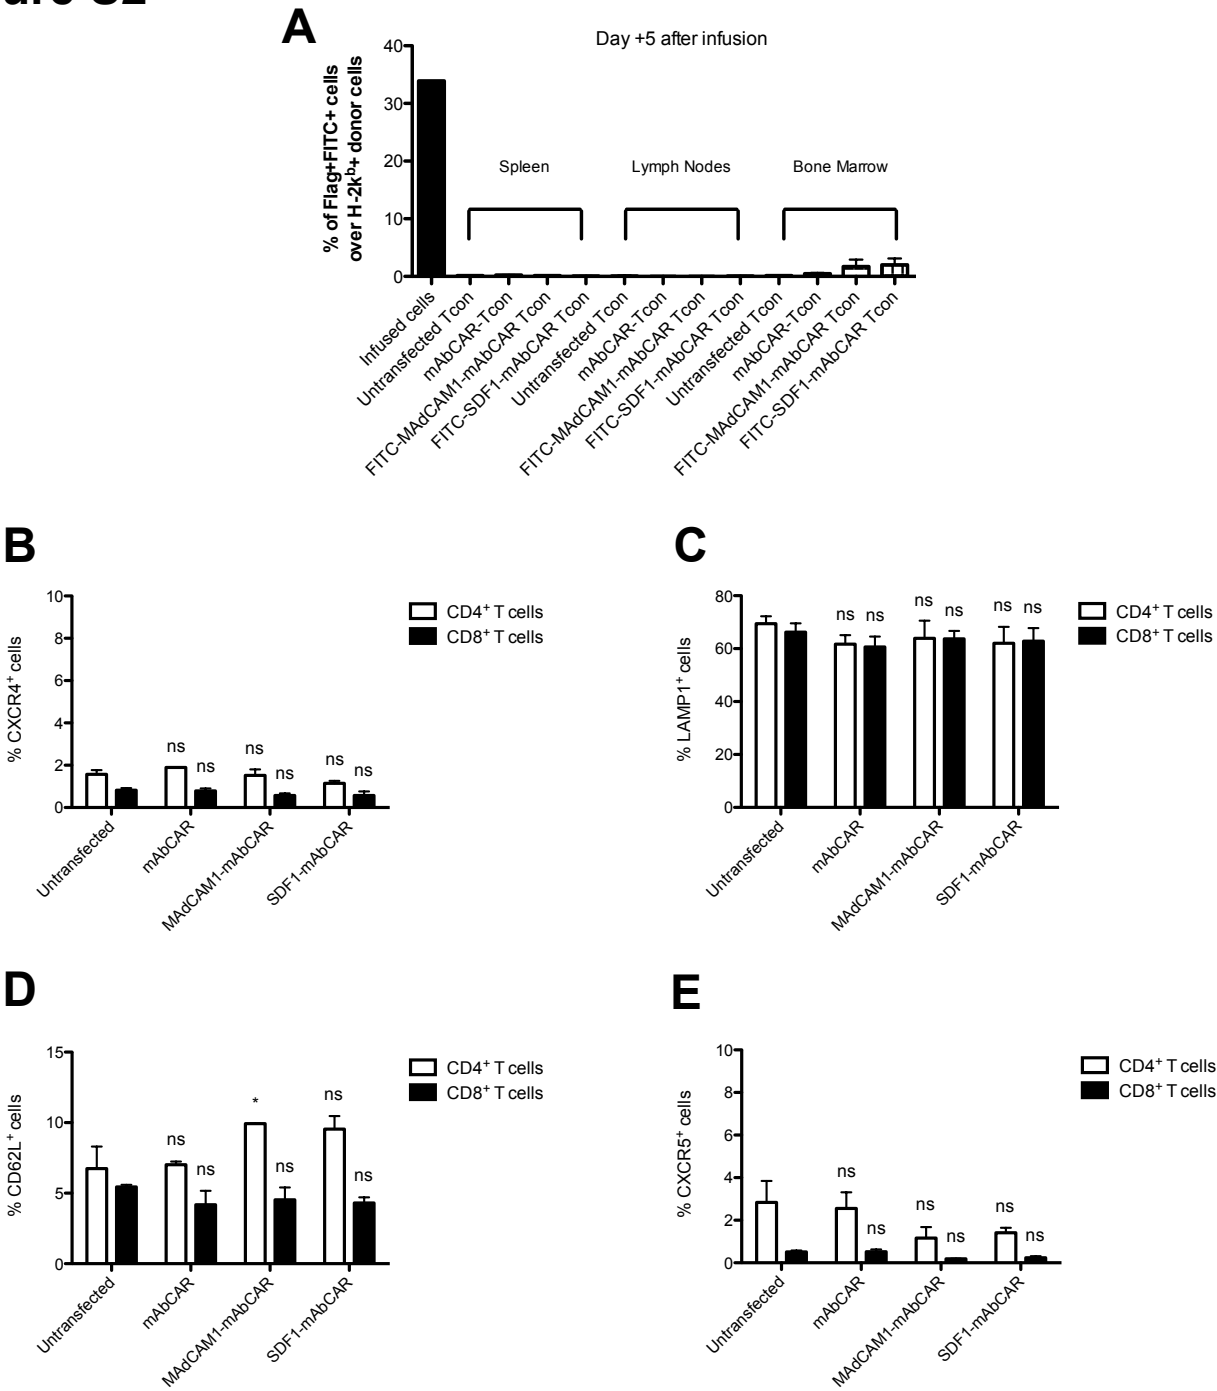 A
Day +5 after infusion
% of Flag+FITC+ cells
over H-2kb+ donor cells
40
30
20
10
0
Spleen
Lymph Nodes
Bone Marrow
Infused cells
Untransfected Tcon
mAbCAR-Tcon
FITC-MAdCAM1-mAbCAR Tcon
FITC-SDF1-mAbCAR Tcon
Untransfected Tcon
mAbCAR-Tcon
FITC-MAdCAM1-mAbCAR Tcon
FITC-SDF1-mAbCAR Tcon
Untransfected Tcon
mAbCAR-Tcon
FITC-MAdCAM1-mAbCAR Tcon
FITC-SDF1-mAbCAR Tcon
B
% CXCR4+ cells
10
8
6
4
2
0
ns
ns
ns
ns
ns
ns
CD4+ T cells
CD8+ T cells
Untransfected
mAbCAR
MAdCAM1-mAbCAR
SDF1-mAbCAR
C
% LAMP1+ cells
80
60
40
20
0
ns ns
ns ns
ns ns
CD4+ T cells
CD8+ T cells
Untransfected
mAbCAR
MAdCAM1-mAbCAR
SDF1-mAbCAR
D
% CD62L+ cells
15
10
5
0
ns
ns
*
ns
ns
ns
CD4+ T cells
CD8+ T cells
Untransfected
mAbCAR
MAdCAM1-mAbCAR
SDF1-mAbCAR
E
% CXCR5+ cells
10
8
6
4
2
0
ns
ns
ns
ns
ns
ns
CD4+ T cells
CD8+ T cells
Untransfected
mAbCAR
MAdCAM1-mAbCAR
SDF1-mAbCAR